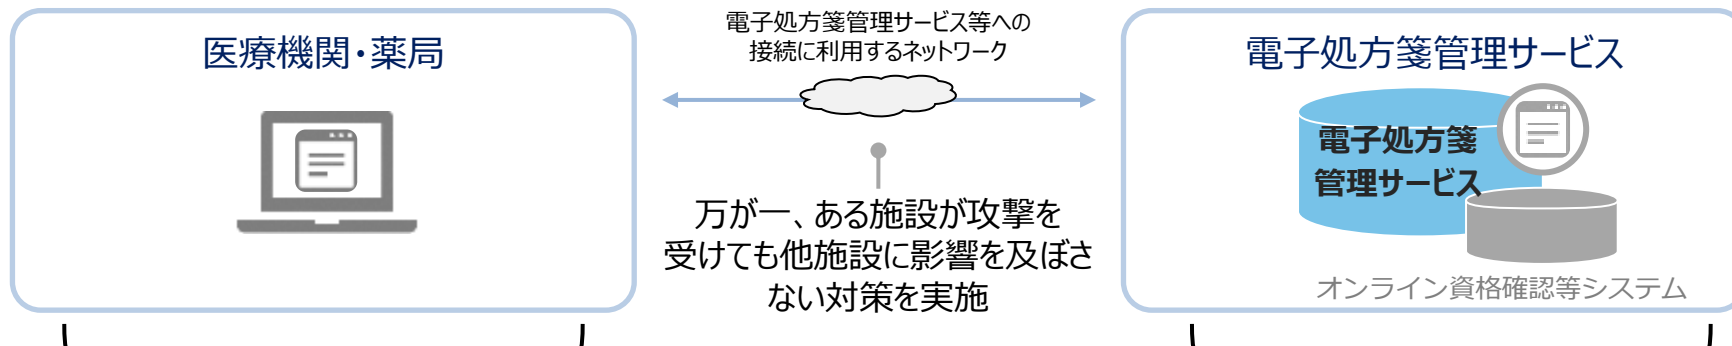 医療機関・薬局
電子処方箋管理サービス等への
接続に利用するネットワーク
万が一、ある施設が攻撃を
受けても他施設に影響を及ぼさ
ない対策を実施
電子処方箋管理サービス
電子処方箋
管理サービス
オンライン資格確認等システム